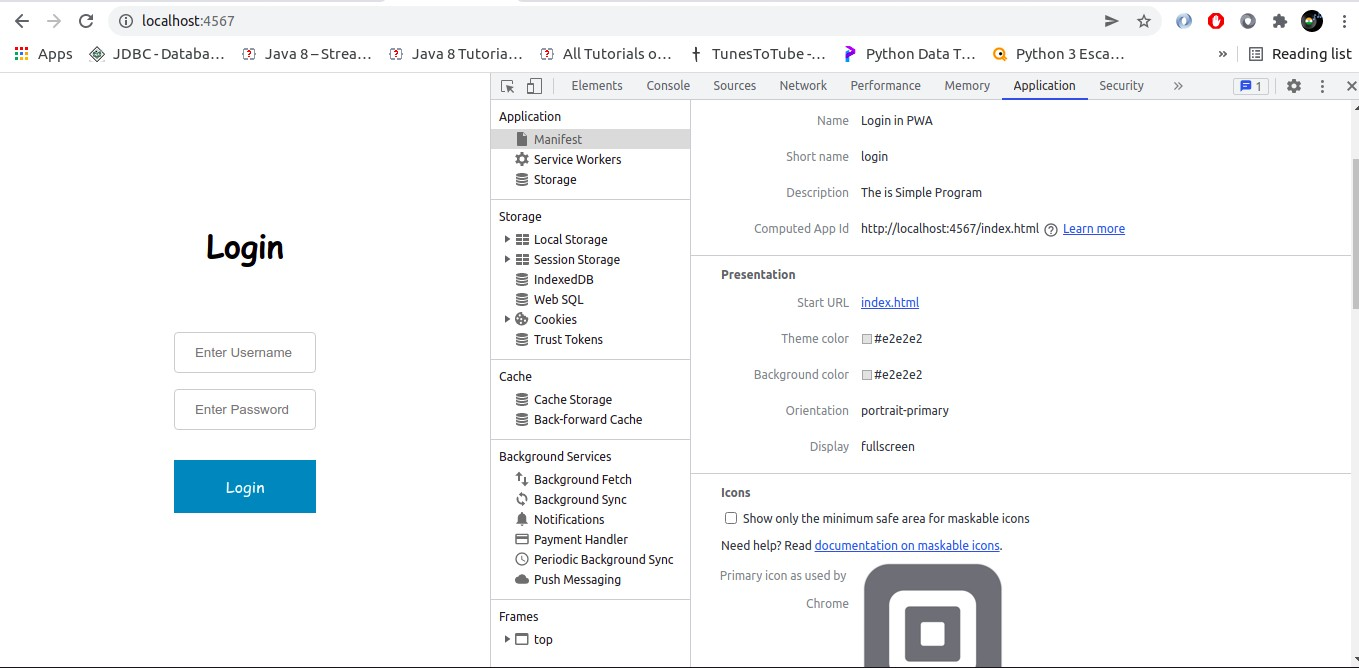 localhost:4567
Apps JDBC - Databa... Java 8 – Strea... Java 8 Tutoria... All Tutorials o... TunesToTube -... Python Data T... Python 3 Esca... » Reading list
Elements Console Sources Network Performance Memory Application Security » 1
Login
Enter Username
Enter Password
Login
Application
Manifest
Service Workers
Storage
Storage
Local Storage
Session Storage
IndexedDB
Web SQL
Cookies
Trust Tokens
Cache
Cache Storage
Back-forward Cache
Background Services
Background Fetch
Background Sync
Notifications
Payment Handler
Periodic Background Sync
Push Messaging
Frames
top
Name Login in PWA
Short name login
Description The is Simple Program
Computed App Id http://localhost:4567/index.html ? Learn more
Presentation
Start URL index.html
Theme color #e2e2e2
Background color #e2e2e2
Orientation portrait-primary
Display fullscreen
Icons
Show only the minimum safe area for maskable icons
Need help? Read documentation on maskable icons.
Primary icon as used by
Chrome